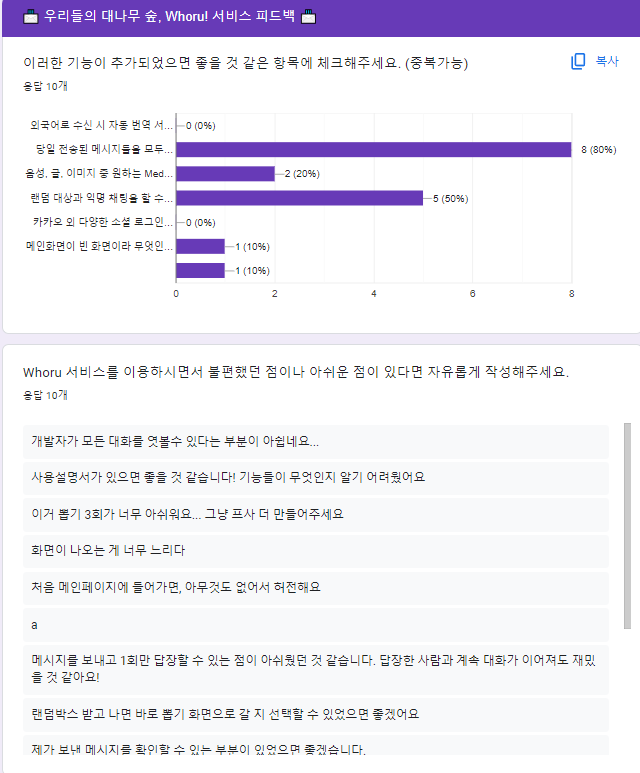 우리들의 대나무 숲, Whoru! 서비스 피드백
이러한 기능이 추가되었으면 좋을 것 같은 항목에 체크해주세요. (중복가능)
복사
응답 10개
외국어로 수신 시 자동 번역 서...
0 (0%)
당일 전송된 메시지들을 모두...
8 (80%)
음성, 글, 이미지 중 원하는 Med...
2 (20%)
랜덤 대상과 익명 채팅을 할 수...
5 (50%)
카카오 외 다양한 소셜 로그인...
0 (0%)
메인화면이 빈 화면이라 무엇인...
1 (10%)
1 (10%)
0 2 4 6 8
Whoru 서비스를 이용하시면서 불편했던 점이나 아쉬운 점이 있다면 자유롭게 작성해주세요.
응답 10개
개발자가 모든 대화를 엿볼수 있다는 부분이 아쉽네요...
사용설명서가 있으면 좋을 것 같습니다! 기능들이 무엇인지 알기 어려웠어요
이거 뽑기 3회가 너무 아쉬워요... 그냥 프사 더 만들어주세요
화면이 나오는 게 너무 느리다
처음 메인페이지에 들어가면, 아무것도 없어서 허전해요
a
메시지를 보내고 1회만 답장할 수 있는 점이 아쉬웠던 것 같습니다. 답장한 사람과 계속 대화가 이어져도 재밌
을 것 같아요!
랜덤박스 받고 나면 바로 뽑기 화면으로 갈 지 선택할 수 있었으면 좋겠어요
제가 보낸 메시지를 확인할 수 있는 부분이 있었으면 좋겠습니다.